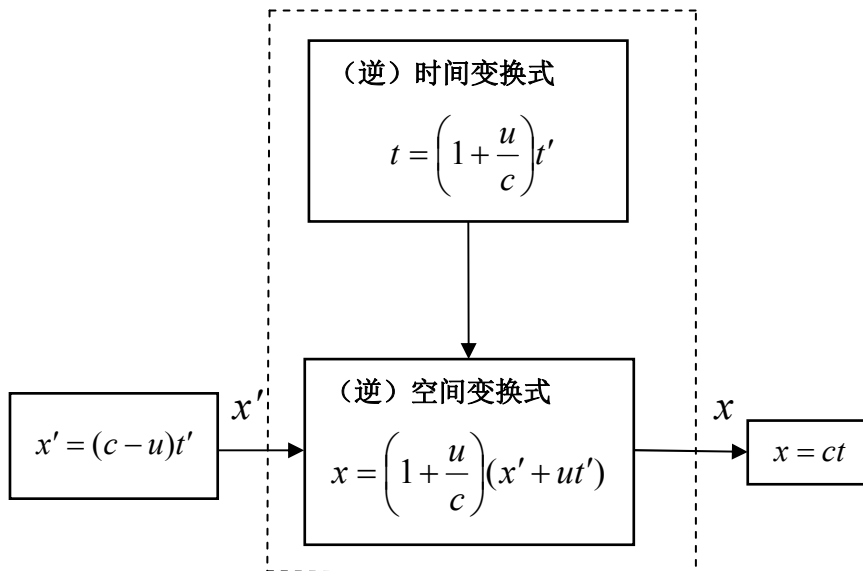 （逆）时间变换式
t = (1 + u/c) t′
（逆）空间变换式
x′
x
x′ = (c − u)t′
x = (1 + u/c) (x′ + ut′)
x = ct